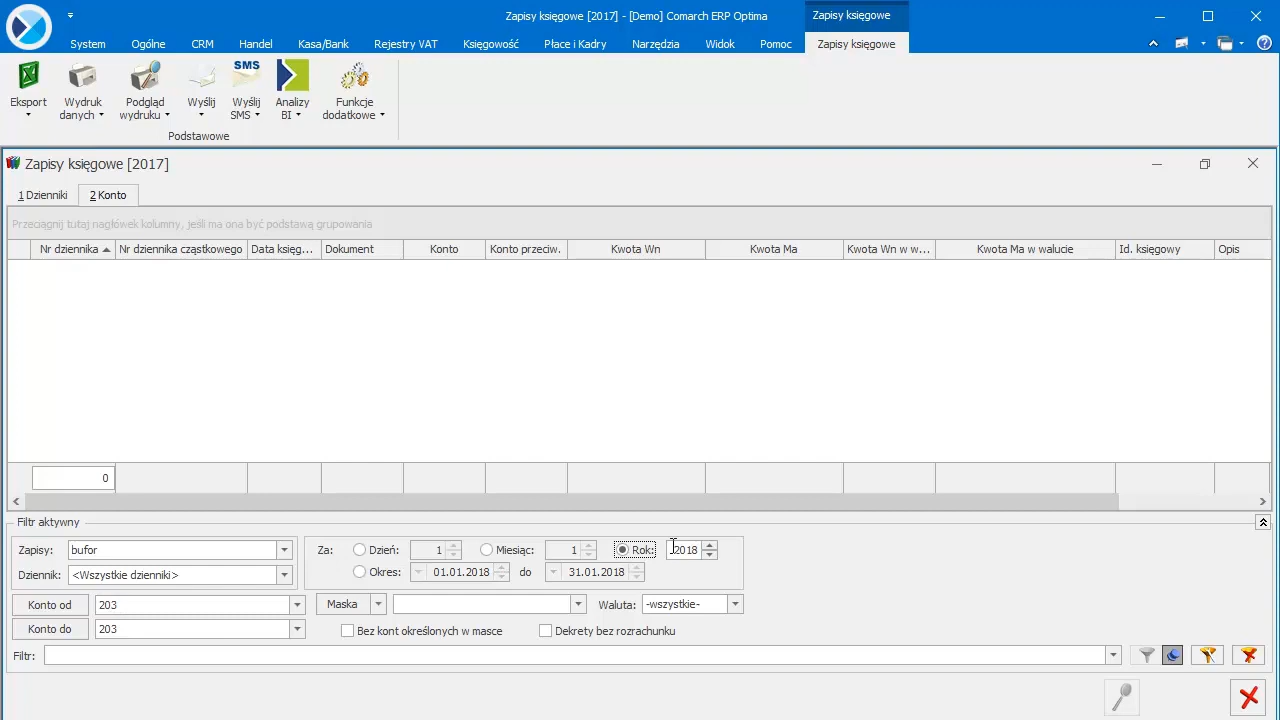 Zapisy księgowe [2017] - [Demo] Comarch ERP Optima
Zapisy księgowe
System Ogólne CRM Handel Kasa/Bank Rejestry VAT Księgowość Płace i Kadry Narzędzia Widok Pomoc Zapisy księgowe
SMS
Eksport Wydruk danych Podgląd wydruku Wyślij Wyślij SMS Analizy BI Funkcje dodatkowe
Podstawowe
Zapisy księgowe [2017]
1 Dzienniki 2 Konto
Przeciągnij tutaj nagłówek kolumny, jeśli ma ona być podstawą grupowania
Nr dziennika Nr dziennika cząstkowego Data księg... Dokument Konto Konto przeciw. Kwota Wn Kwota Ma Kwota Wn w w... Kwota Ma w walucie Id. księgowy Opis
0
Filtr aktywny
Zapisy: bufor Za: Dzień: 1 Miesiąc: 1 Rok: 2018
Dziennik: <Wszystkie dzienniki> Okres: 01.01.2018 do 31.01.2018
Konto od 203 Maska Waluta: -wszystkie-
Konto do 203 Bez kont określonych w masce Dekrety bez rozrachunku
Filtr: